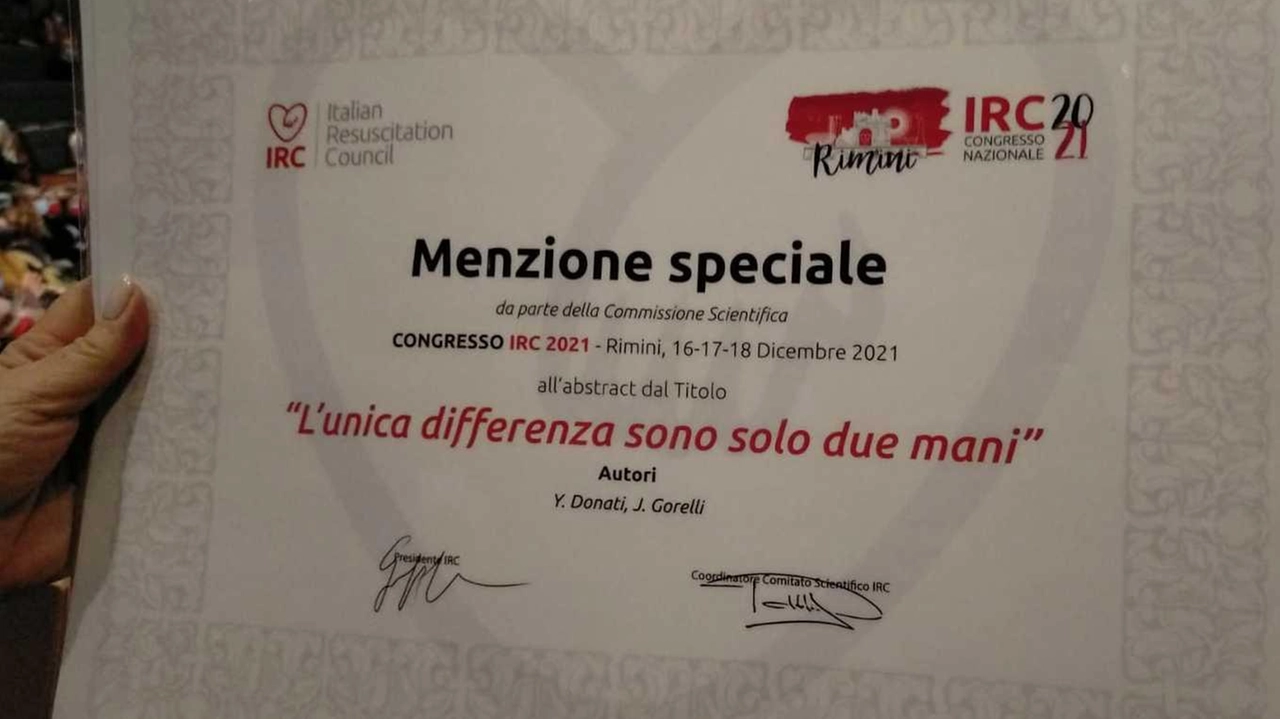 IRC
Italian
Resuscitation
Council
Rimini
IRC 2021
CONGRESSO
NAZIONALE
Menzione speciale
da parte della Commissione Scientifica
CONGRESSO IRC 2021 - Rimini, 16-17-18 Dicembre 2021
all'abstract dal Titolo
“L'unica differenza sono solo due mani”
Autori
Y. Donati, J. Gorelli
Presidente IRC
Coordinatore Comitato Scientifico IRC